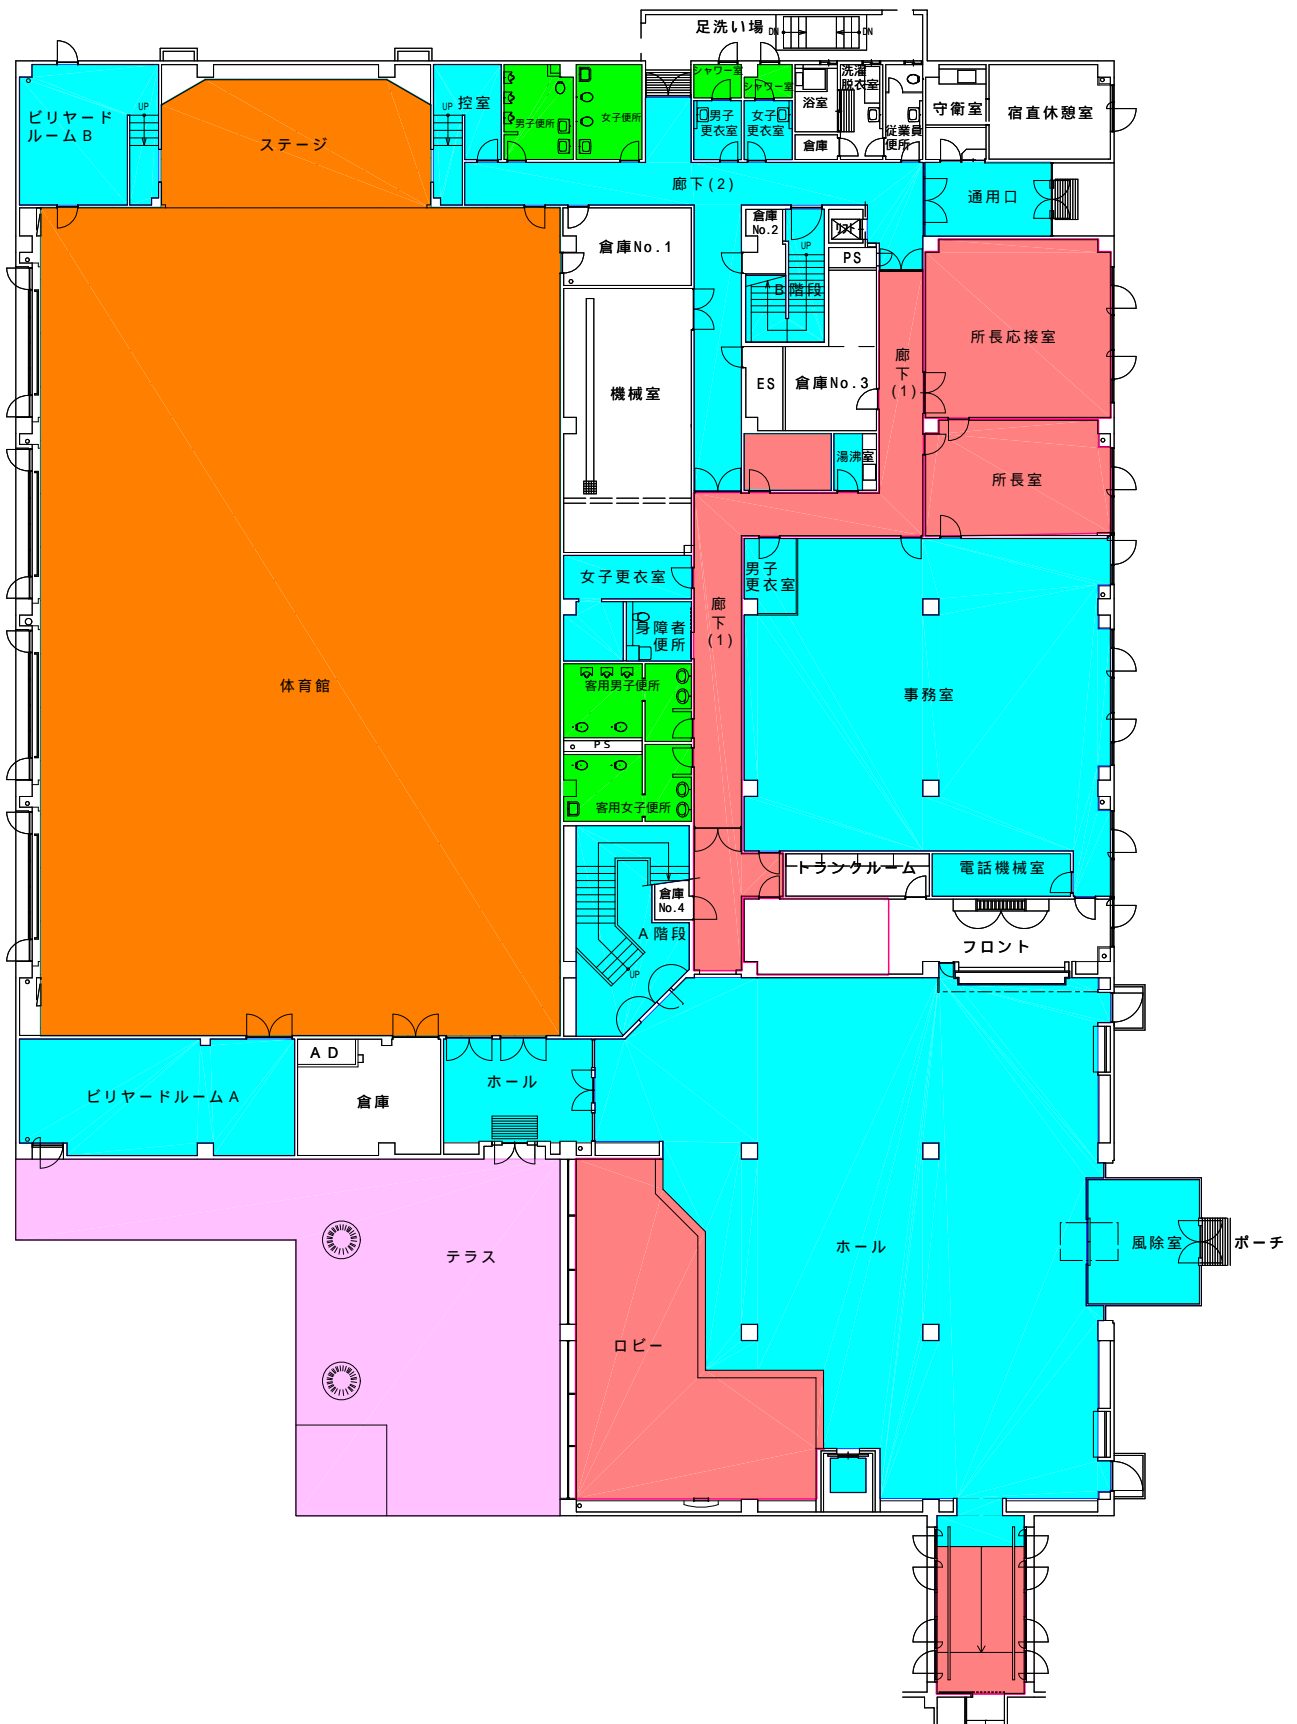 足洗い場
DN
DN
ビリヤード
ルームB
UP
ステージ
UP
控室
男子便所
女子便所
シャワー室
シャワー室
男子
更衣室
女子
更衣室
浴室
倉庫
洗濯
脱衣室
従業員
便所
守衛室
宿直休憩室
廊下(2)
通用口
倉庫No.1
倉庫
No.2
UP
リフト
PS
B階段
機械室
ES
倉庫No.3
廊
下
(1)
所長応接室
湯沸室
所長室
女子更衣室
男子
更衣室
身障者
便所
廊
下
(1)
体育館
客用男子便所
事務室
PS
客用女子便所
トランクルーム
電話機械室
倉庫
No.4
A階段
UP
フロント
AD
ビリヤードルームA
倉庫
ホール
テラス
ホール
風除室
ポーチ
ロビー